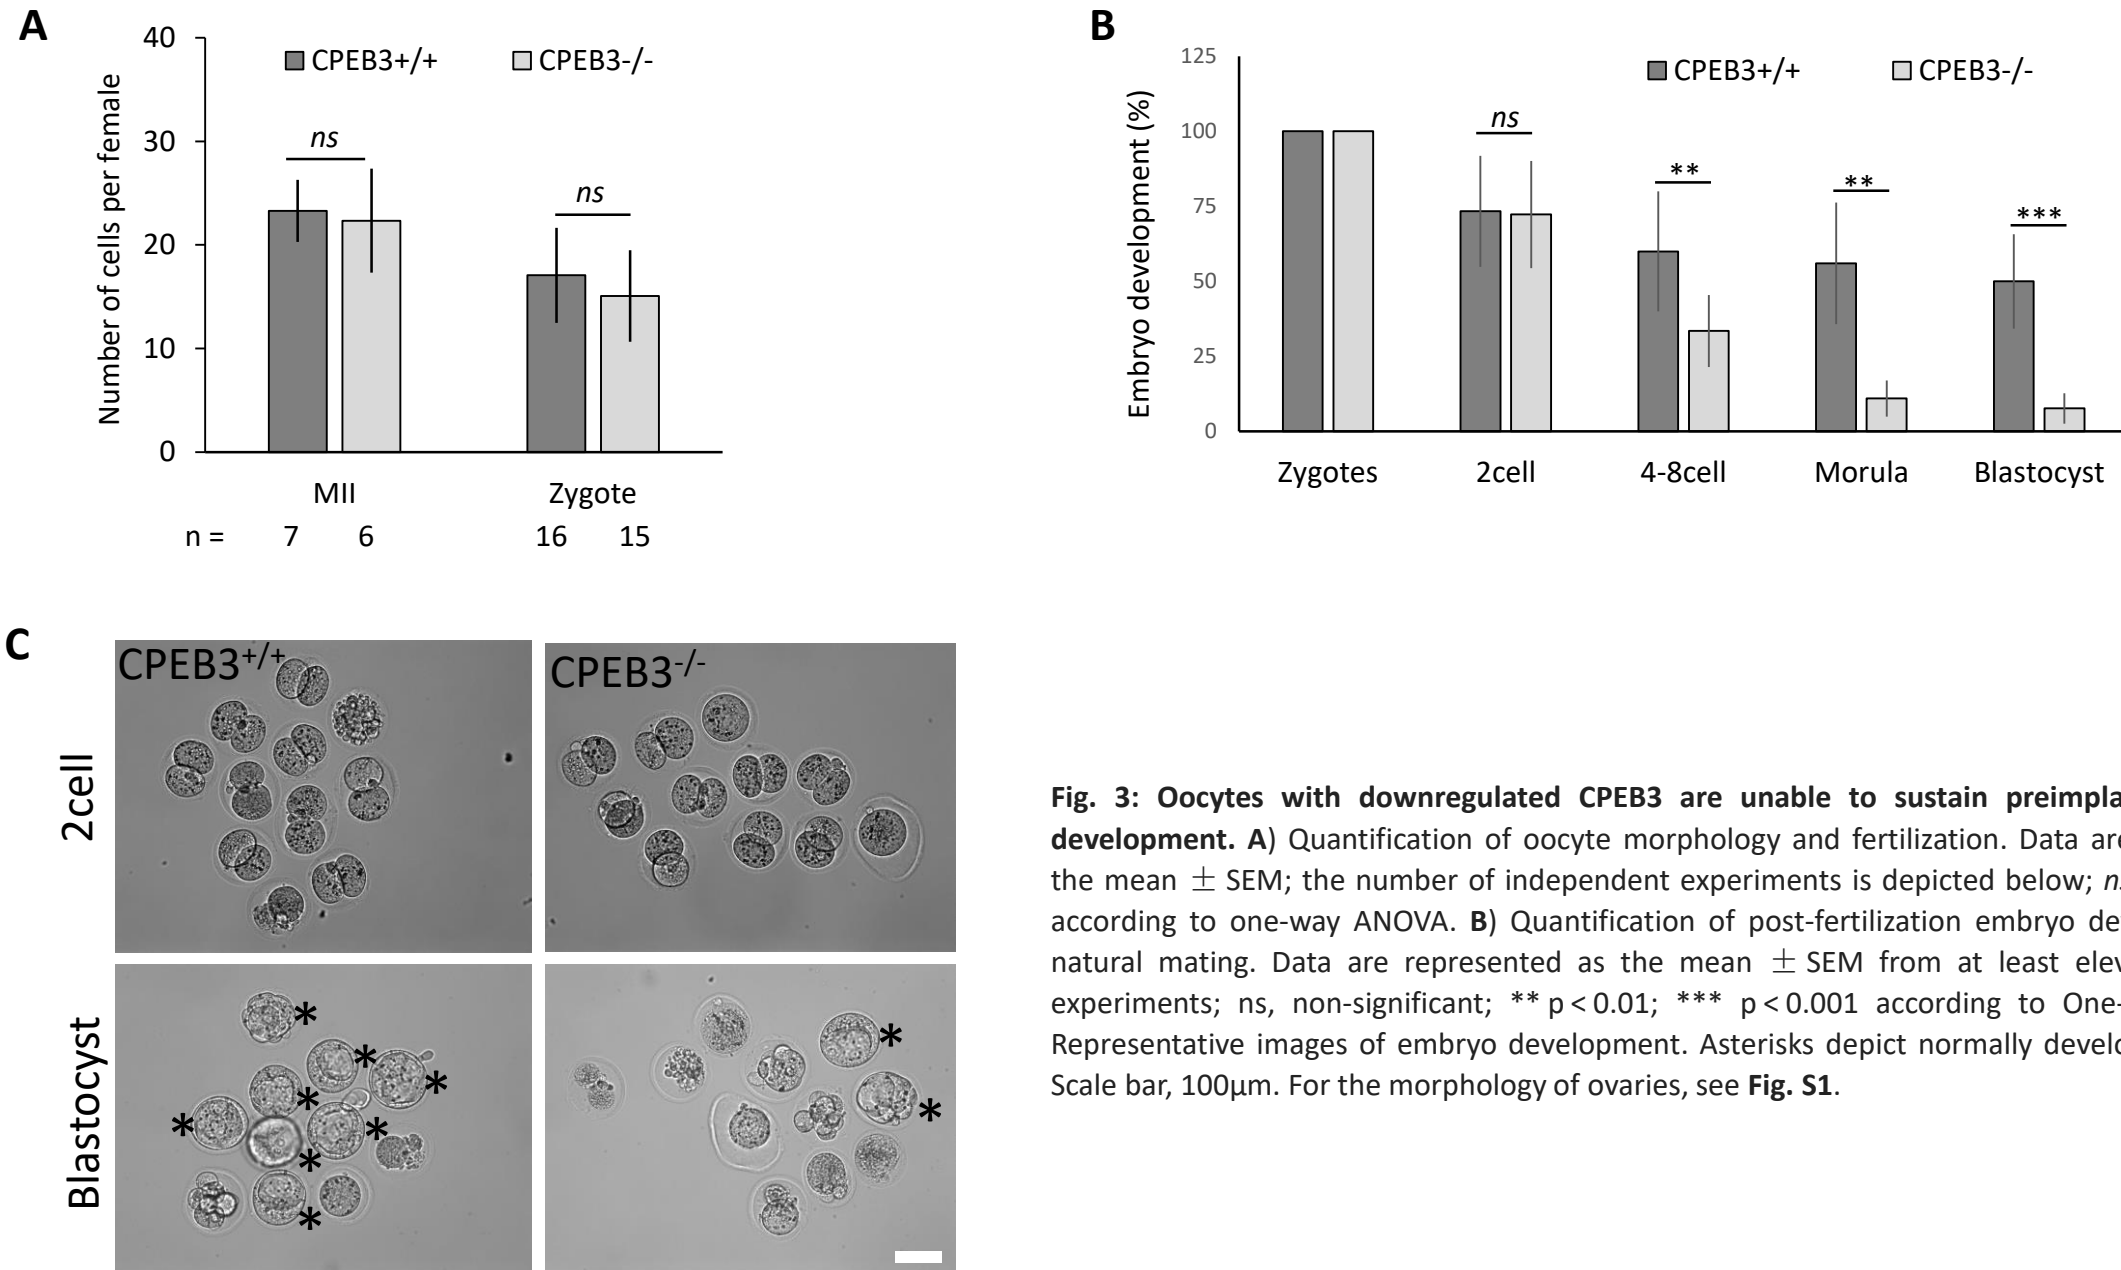 A
40
30
20
10
0
Number of cells per female
CPEB3+/+ CPEB3-/-
ns
ns
MII Zygote
n = 7 6 16 15
B
125
100
75
50
25
0
Embryo development (%)
CPEB3+/+ CPEB3-/-
ns
**
**
***
Zygotes 2cell 4-8cell Morula Blastocyst
C
CPEB3+/+ CPEB3-/-
2cell
Blastocyst
* * * * * * * *
* *
Fig. 3: Oocytes with downregulated CPEB3 are unable to sustain preimpla
development. A) Quantification of oocyte morphology and fertilization. Data are
the mean ± SEM; the number of independent experiments is depicted below; ns
according to one-way ANOVA. B) Quantification of post-fertilization embryo de
natural mating. Data are represented as the mean ± SEM from at least elev
experiments; ns, non-significant; ** p < 0.01; *** p < 0.001 according to One-
Representative images of embryo development. Asterisks depict normally develo
Scale bar, 100µm. For the morphology of ovaries, see Fig. S1.